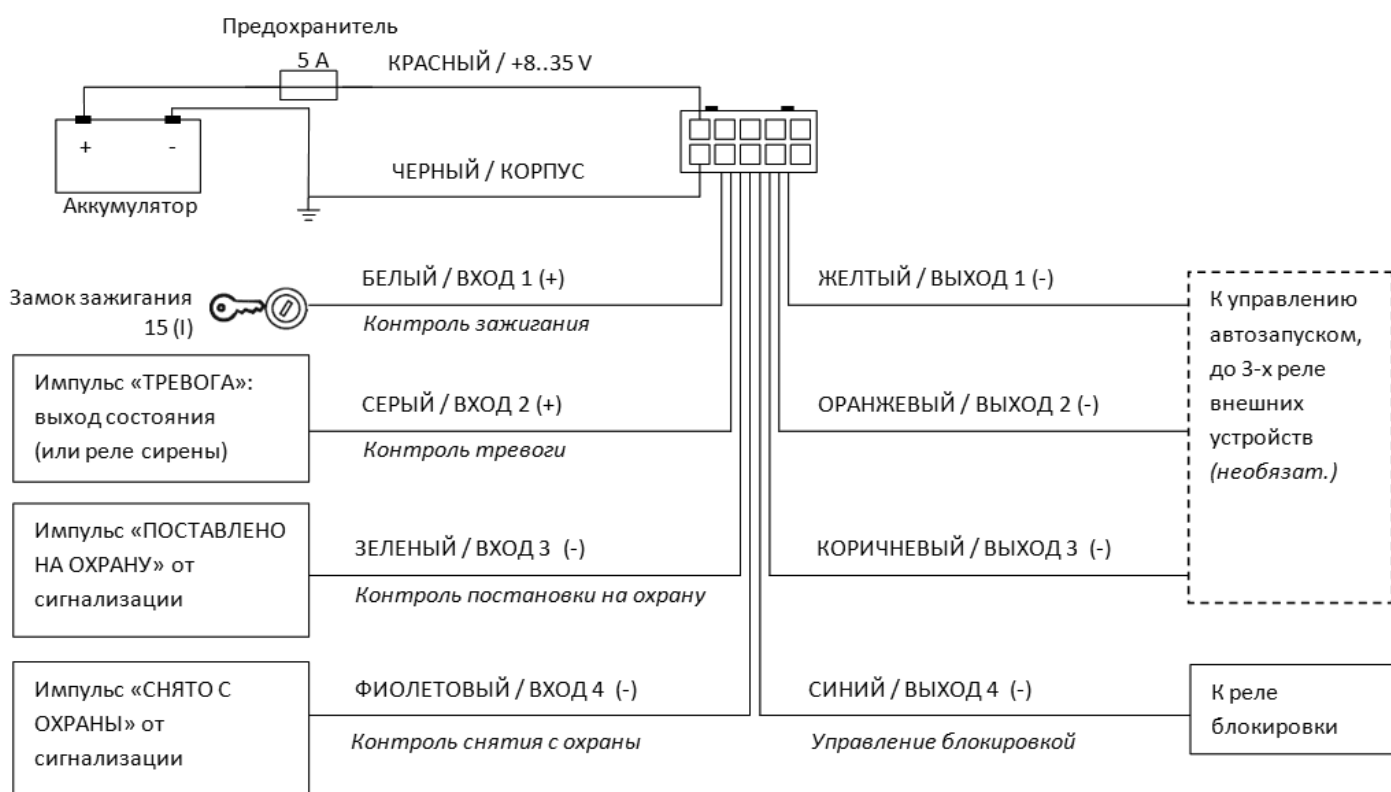 Предохранитель
5 А
КРАСНЫЙ / +8..35 V
+
-
ЧЕРНЫЙ / КОРПУС
Аккумулятор
Замок зажигания
15 (I)
БЕЛЫЙ / ВХОД 1 (+)
Контроль зажигания
Импульс «ТРЕВОГА»:
выход состояния
(или реле сирены)
СЕРЫЙ / ВХОД 2 (+)
Контроль тревоги
Импульс «ПОСТАВЛЕНО
НА ОХРАНУ» от
сигнализации
ЗЕЛЕНЫЙ / ВХОД 3 (-)
Контроль постановки на охрану
Импульс «СНЯТО С
ОХРАНЫ» от
сигнализации
ФИОЛЕТОВЫЙ / ВХОД 4 (-)
Контроль снятия с охраны
ЖЕЛТЫЙ / ВЫХОД 1 (-)
ОРАНЖЕВЫЙ / ВЫХОД 2 (-)
КОРИЧНЕВЫЙ / ВЫХОД 3 (-)
К управлению
автозапуском,
до 3-х реле
внешних
устройств
(необязат.)
СИНИЙ / ВЫХОД 4 (-)
Управление блокировкой
К реле
блокировки